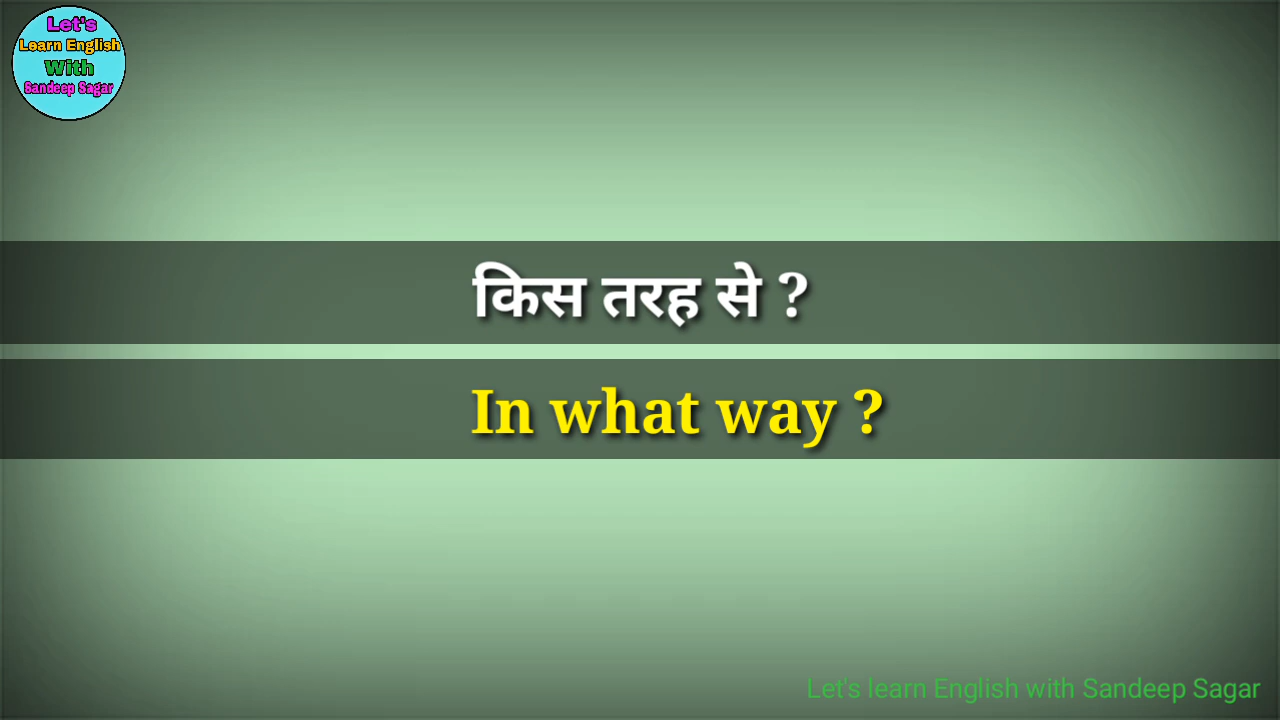 Let's
Learn English
With
Sandeep Sagar
किस तरह से ?
In what way ?
Let's learn English with Sandeep Sagar